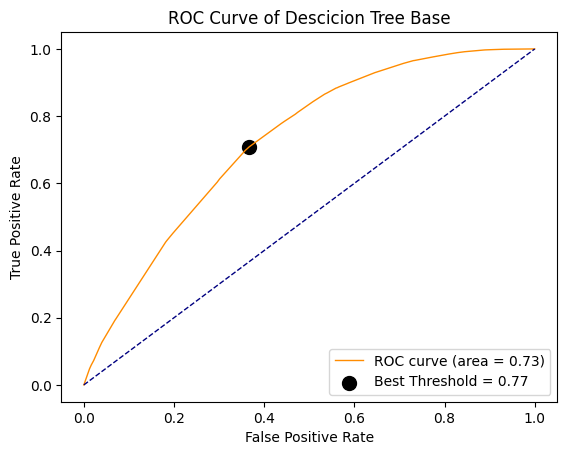 ROC Curve of Descicion Tree Base
True Positive Rate
1.0
0.8
0.6
0.4
0.2
0.0
ROC curve (area = 0.73)
Best Threshold = 0.77
0.0 0.2 0.4 0.6 0.8 1.0
False Positive Rate